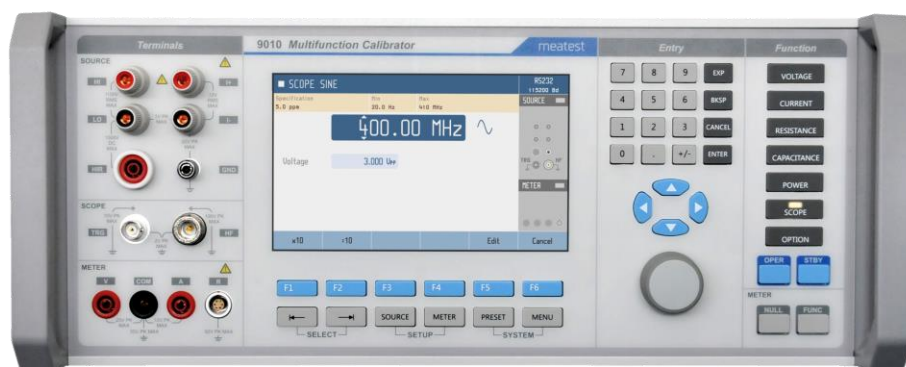 Terminals
9010 Multifunction Calibrator
meatest
Entry
Function
SOURCE
HI
I+
LO
I-
GND
SCOPE
TRIG
HF
METER
V
COM
A
SCOPE SINE
RS232
115200 Bd
Specification
Min
Max
SOURCE
5.0 ppm
20.0 Hz
410 MHz
400.00 MHz
Voltage
3.000 Vpp
TRIG
HF
METER
×10
÷10
Edit
Cancel
F1
F2
F3
F4
F5
F6
SOURCE
METER
PRESET
MENU
SELECT
SETUP
SYSTEM
7
8
9
EXP
4
5
6
BKSP
1
2
3
CANCEL
0
.
+/-
ENTER
VOLTAGE
CURRENT
RESISTANCE
CAPACITANCE
POWER
SCOPE
OPTION
OPER
STBY
METER
NULL
FUNC